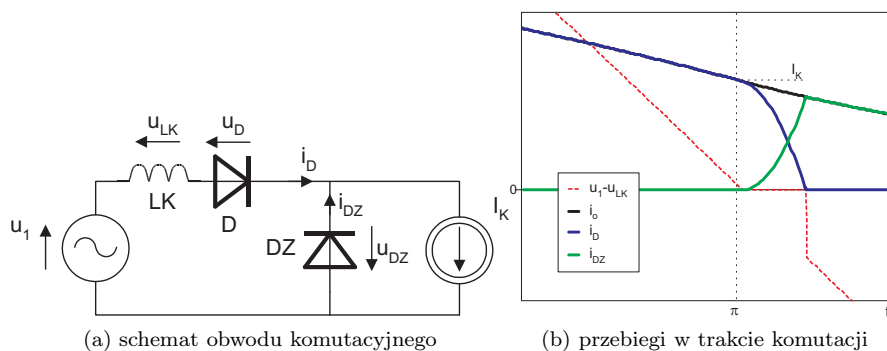 u_LK
u_D
i_D
LK
D
i_DZ
I_K
u_1
DZ
u_DZ
(a) schemat obwodu komutacyjnego
I_K
0
u_1-u_LK
i_o
i_D
i_DZ
π
(b) przebiegi w trakcie komutacji